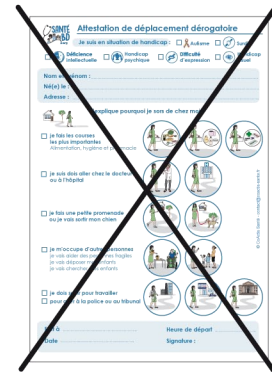 SANTÉ BD
Attestation de déplacement dérogatoire
Je suis en situation de handicap :
Autisme
Déficience intellectuelle
Handicap psychique
Difficulté d'expression
Nom et prénom :
Né(e) le :
Adresse :
explique pourquoi je sors de chez moi
je fais les courses
les plus importantes
Alimentation, hygiène et pharmacie
je suis dois aller chez le docteur
ou à l'hôpital
je fais une petite promenade
ou je vais sortir mon chien
je m'occupe d'autres personnes
je vais aider des personnes fragiles
je vais déposer mes enfants
je vais chercher mes enfants
je dois sortir pour travailler
pour aller à la police ou au tribunal
Fait à
Heure de départ
Date
Signature :